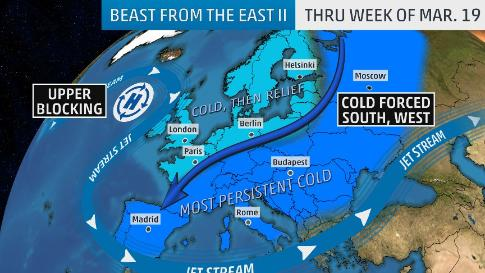 BEAST FROM THE EAST II
THRU WEEK OF MAR. 19
Helsinki
Moscow
UPPER
BLOCKING
H
STREAM
COLD, THEN RELIEF
COLD FORCED
SOUTH, WEST
London
Berlin
Paris
JET STREAM
JET STREAM
Budapest
MOST PERSISTENT COLD
Madrid
Rome
JET STREAM